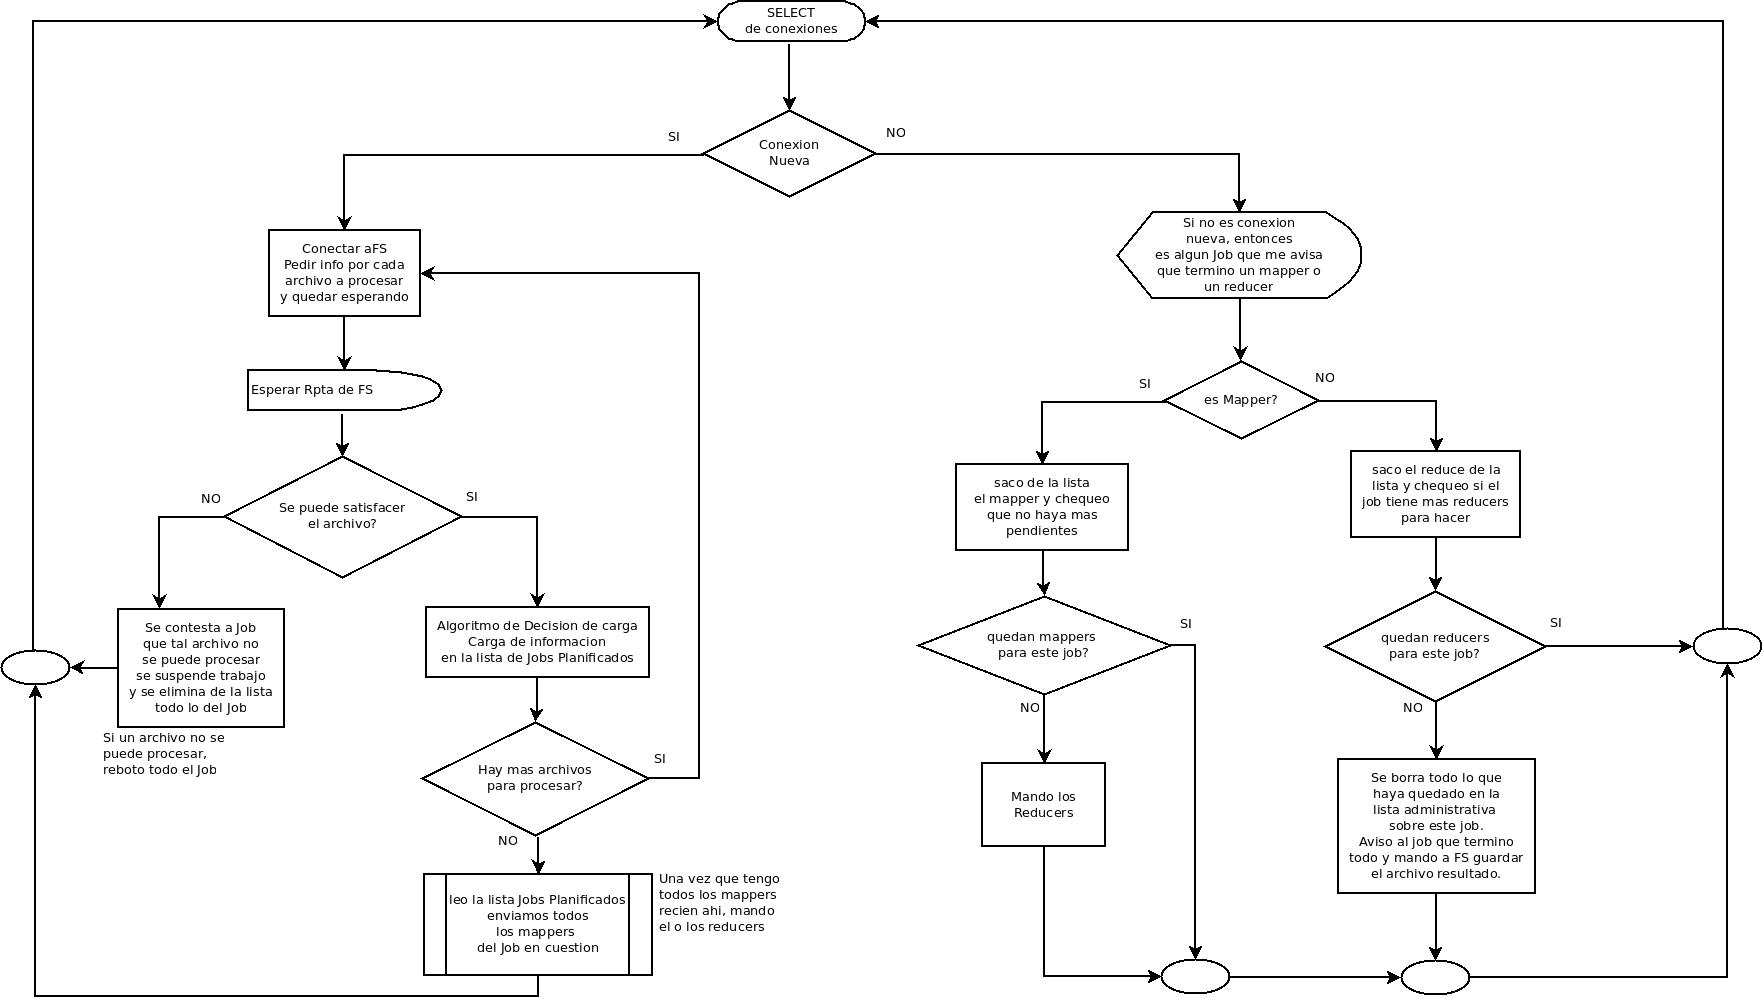 SELECT
de conexiones
SI
Conexion
Nueva
NO
Conectar aFS
Pedir info por cada
archivo a procesar
y quedar esperando
Si no es conexion
nueva, entonces
es algun Job que me avisa
que termino un mapper o
un reducer
Esperar Rpta de FS
SI
es Mapper?
NO
NO
Se puede satisfacer
el archivo?
SI
saco de la lista
el mapper y chequeo
que no haya mas
pendientes
saco el reduce de la
lista y chequeo si el
job tiene mas reducers
para hacer
Se contesta a Job
que tal archivo no
se puede procesar
se suspende trabajo
y se elimina de la lista
todo lo del Job
Si un archivo no se
puede procesar,
reboto todo el Job
Algoritmo de Decision de carga
Carga de informacion
en la lista de Jobs Planificados
quedan mappers
para este job?
SI
NO
quedan reducers
para este job?
SI
NO
Hay mas archivos
para procesar?
SI
NO
Mando los
Reducers
Se borra todo lo que
haya quedado en la
lista administrativa
sobre este job.
Aviso al job que termino
todo y mando a FS guardar
el archivo resultado.
leo la lista Jobs Planificados
enviamos todos
los mappers
del Job en cuestion
Una vez que tengo
todos los mappers
recien ahi, mando
el o los reducers